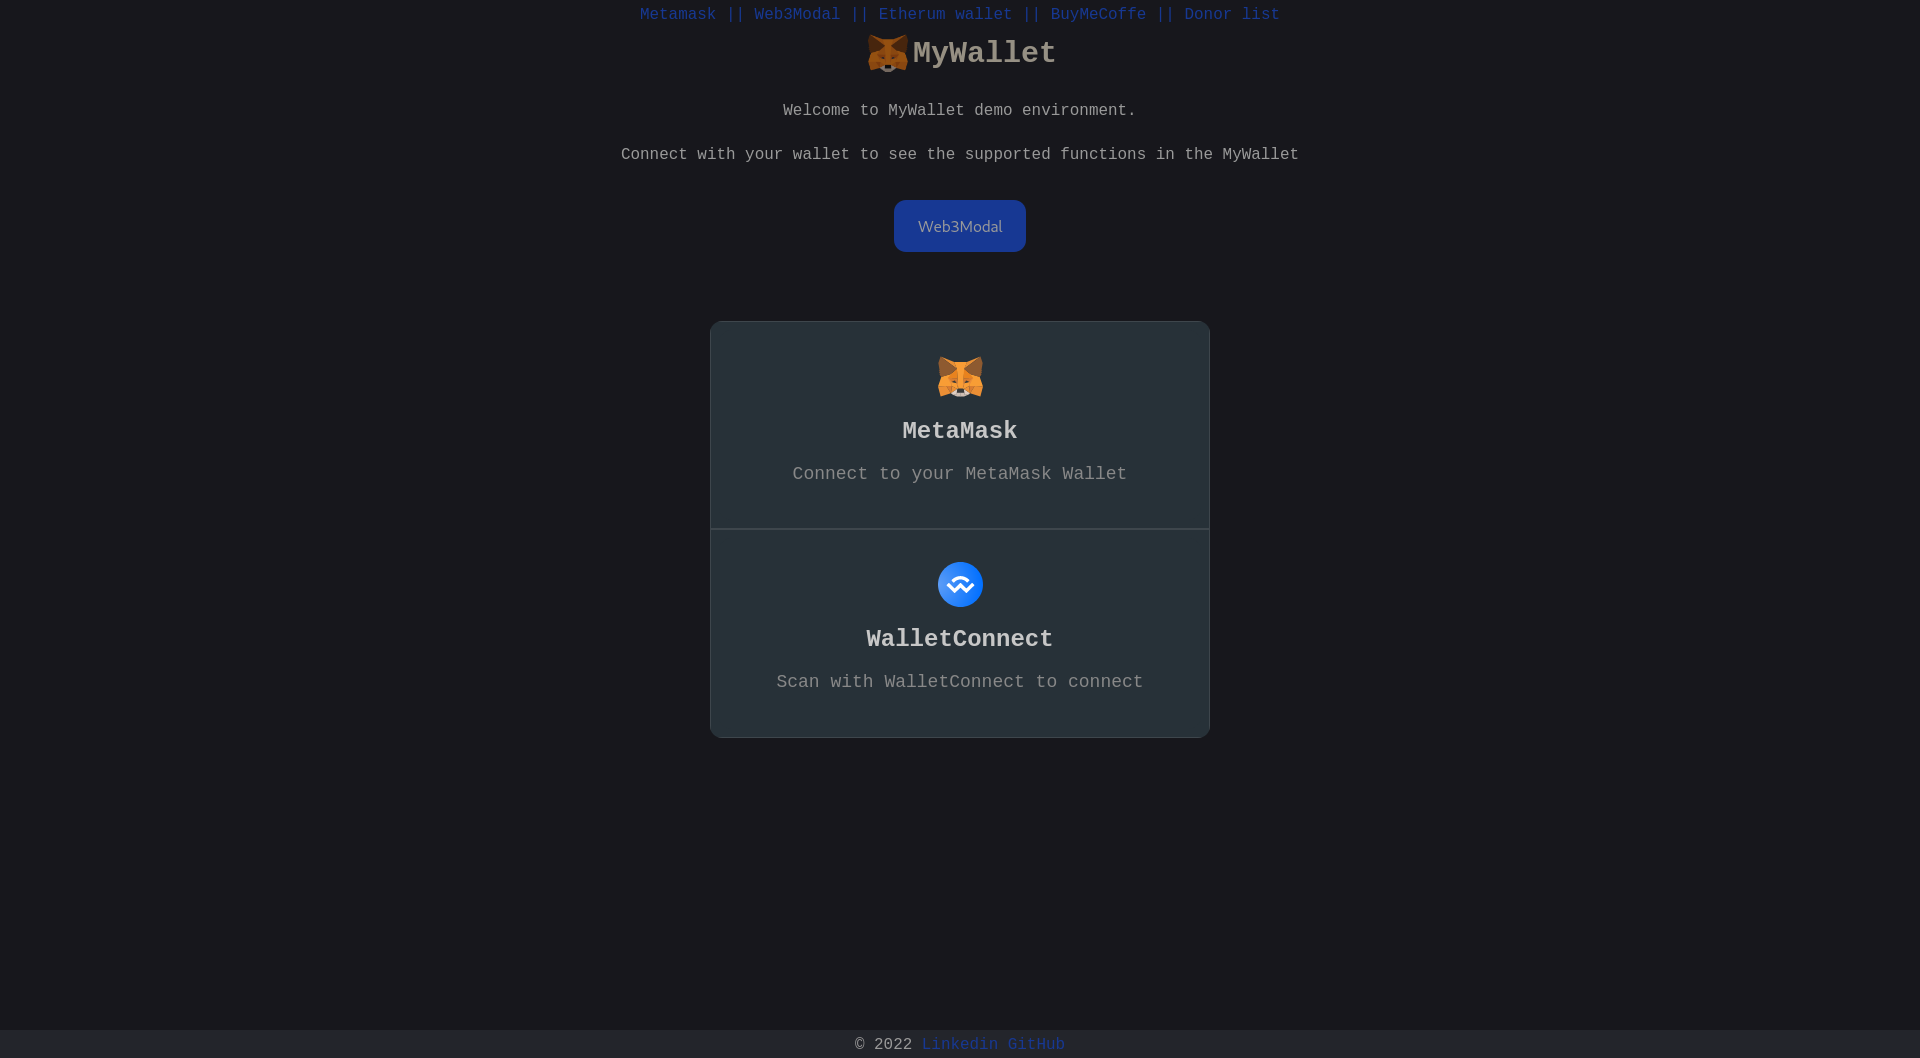 Metamask || Web3Modal || Etherum wallet || BuyMeCoffe || Donor list
MyWallet
Welcome to MyWallet demo environment.
Connect with your wallet to see the supported functions in the MyWallet
Web3Modal
MetaMask
Connect to your MetaMask Wallet
WalletConnect
Scan with WalletConnect to connect
© 2022 Linkedin GitHub